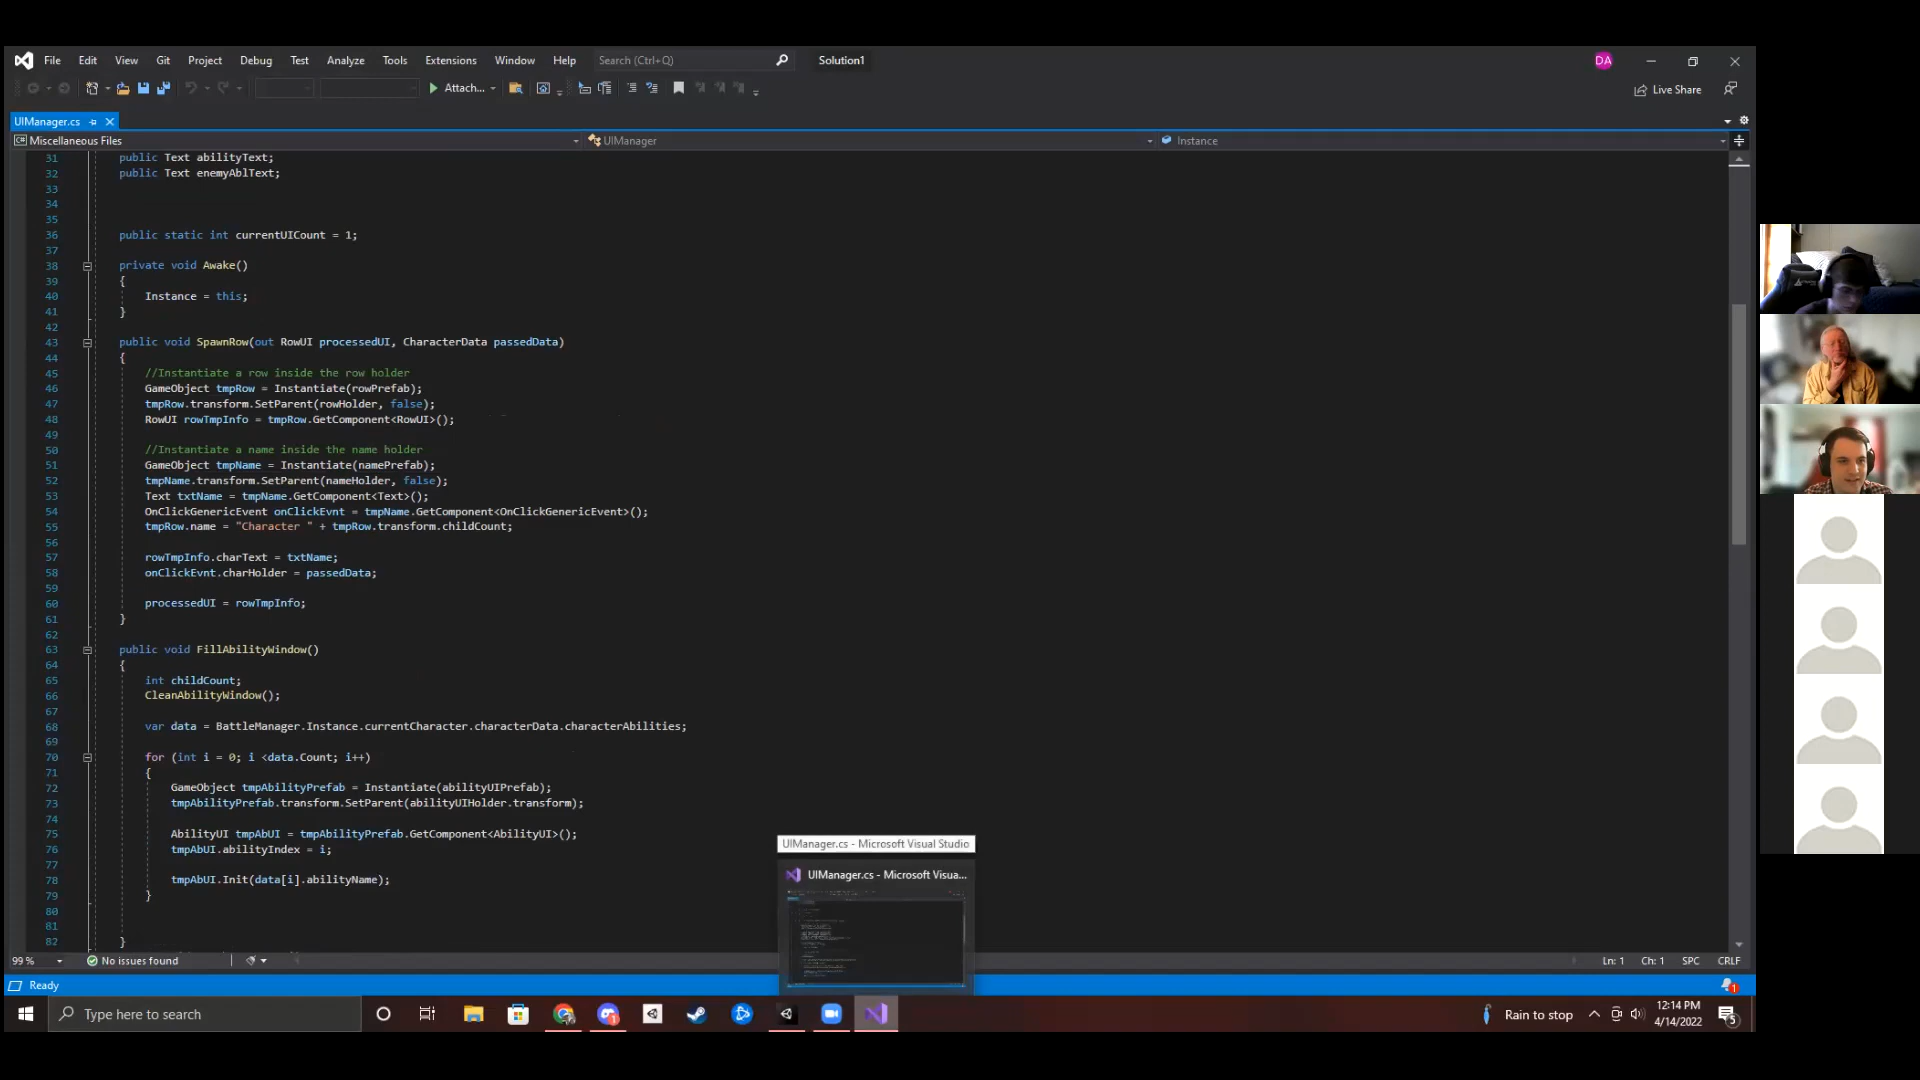 File Edit View Git Project Debug Test Analyze Tools Extensions Window Help Search (Ctrl+Q) Solution1 DA
Attach... Live Share
UIManager.cs
Miscellaneous Files UIManager Instance
31 public Text abilityText;
32 public Text enemyAblText;
33
34
35
36 public static int currentUICount = 1;
37
38 private void Awake()
39 {
40 Instance = this;
41 }
42
43 public void SpawnRow(out RowUI processedUI, CharacterData passedData)
44 {
45 //Instantiate a row inside the row holder
46 GameObject tmpRow = Instantiate(rowPrefab);
47 tmpRow.transform.SetParent(rowHolder, false);
48 RowUI rowTmpInfo = tmpRow.GetComponent<RowUI>();
49
50 //Instantiate a name inside the name holder
51 GameObject tmpName = Instantiate(namePrefab);
52 tmpName.transform.SetParent(nameHolder, false);
53 Text txtName = tmpName.GetComponent<Text>();
54 OnClickGenericEvent onClickEvnt = tmpName.GetComponent<OnClickGenericEvent>();
55 tmpRow.name = "Character " + tmpRow.transform.childCount;
56
57 rowTmpInfo.charText = txtName;
58 onClickEvnt.charHolder = passedData;
59
60 processedUI = rowTmpInfo;
61 }
62
63 public void FillAbilityWindow()
64 {
65 int childCount;
66 CleanAbilityWindow();
67
68 var data = BattleManager.Instance.currentCharacter.characterData.characterAbilities;
69
70 for (int i = 0; i <data.Count; i++)
71 {
72 GameObject tmpAbilityPrefab = Instantiate(abilityUIPrefab);
73 tmpAbilityPrefab.transform.SetParent(abilityUIHolder.transform);
74
75 AbilityUI tmpAbUI = tmpAbilityPrefab.GetComponent<AbilityUI>();
76 tmpAbUI.abilityIndex = i;
77
78 tmpAbUI.Init(data[i].abilityName);
79 }
80
81
82 }
UIManager.cs - Microsoft Visual Studio
UIManager.cs - Microsoft Visua...
99 % No issues found Ln: 1 Ch: 1 SPC CRLF
Ready 1
Type here to search Rain to stop 12:14 PM
4/14/2022 5